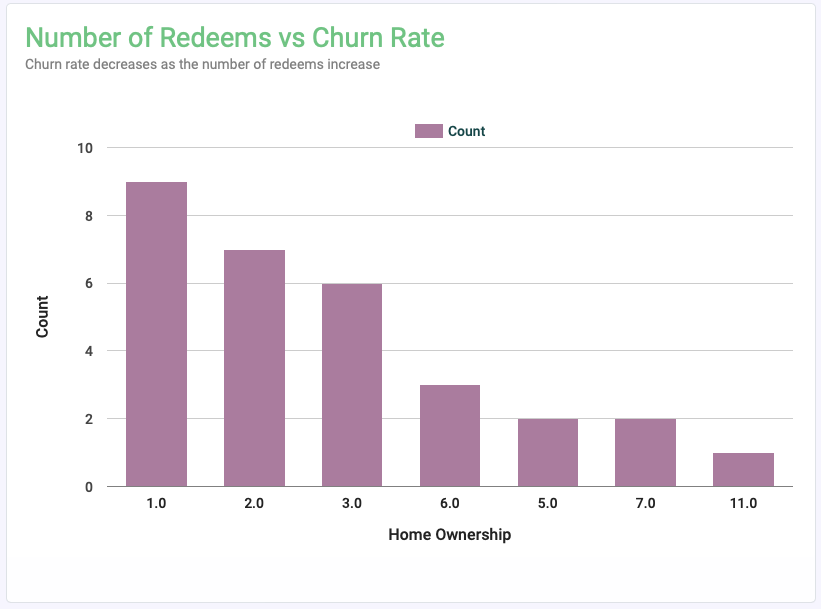 Number of Redeems vs Churn Rate
Churn rate decreases as the number of redeems increase
Count
10
8
6
4
2
0
Count
1.0 2.0 3.0 6.0 5.0 7.0 11.0
Home Ownership